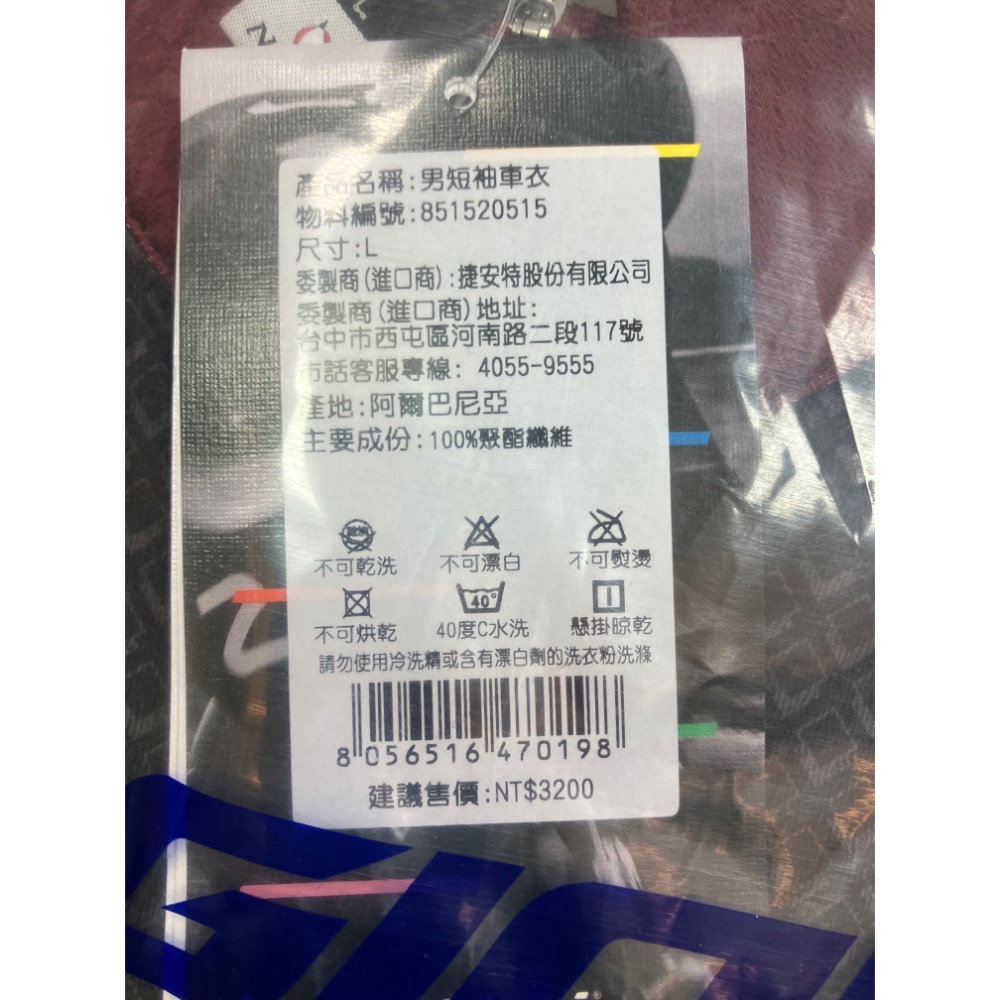 產品名稱:男短袖車衣
物料編號:851520515
尺寸:L
委製商(進口商):捷安特股份有限公司
委製商(進口商)地址:
台中市西屯區河南路二段117號
市話客服專線: 4055-9555
產地:阿爾巴尼亞
主要成份:100%聚酯纖維
不可乾洗 不可漂白 不可熨燙
40°
不可烘乾 40度C水洗 懸掛晾乾
請勿使用冷洗精或含有漂白劑的洗衣粉洗滌
8 056516 470198
建議售價:NT$3200